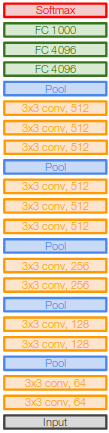 Softmax
FC 1000
FC 4096
FC 4096
Pool
3x3 conv, 512
3x3 conv, 512
3x3 conv, 512
Pool
3x3 conv, 512
3x3 conv, 512
3x3 conv, 512
Pool
3x3 conv, 256
3x3 conv, 256
Pool
3x3 conv, 128
3x3 conv, 128
Pool
3x3 conv, 64
3x3 conv, 64
Input